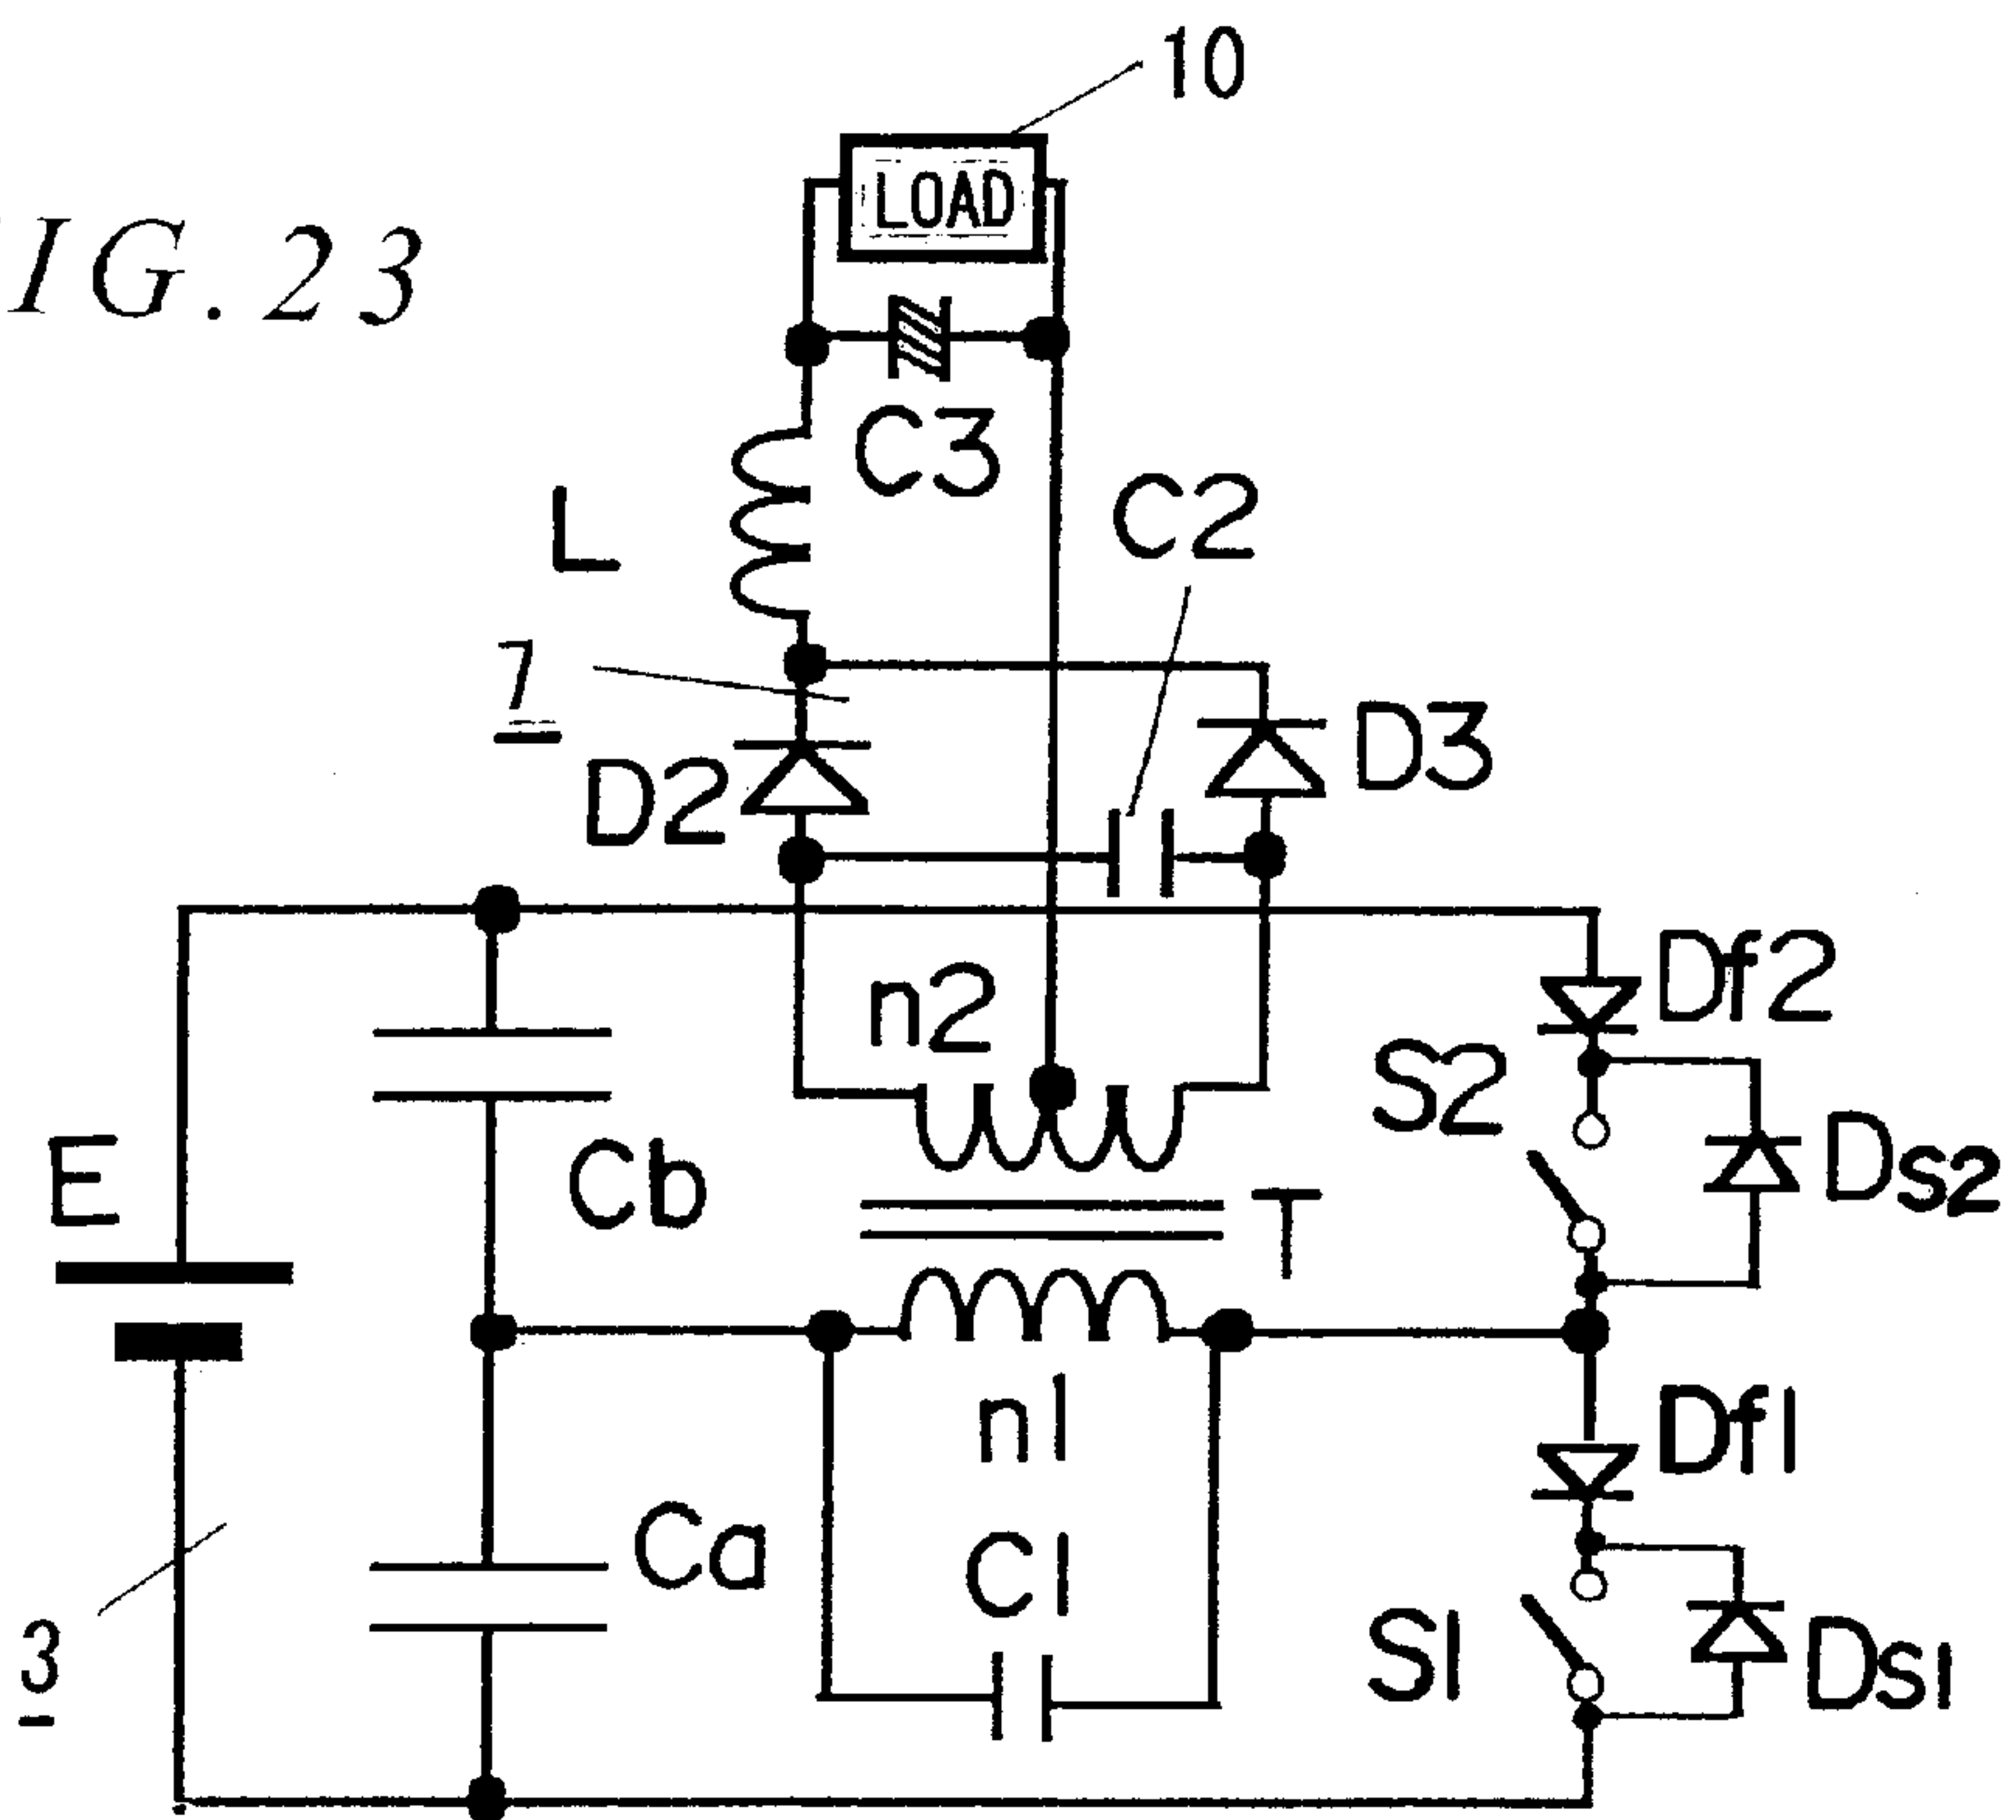 10
LOAD
IG. 23
C3
C2
L
7
D3
D2
n2
Df2
S2
E
Cb
T
Ds2
n1
Df1
Ca
C1
S1
Ds1
3